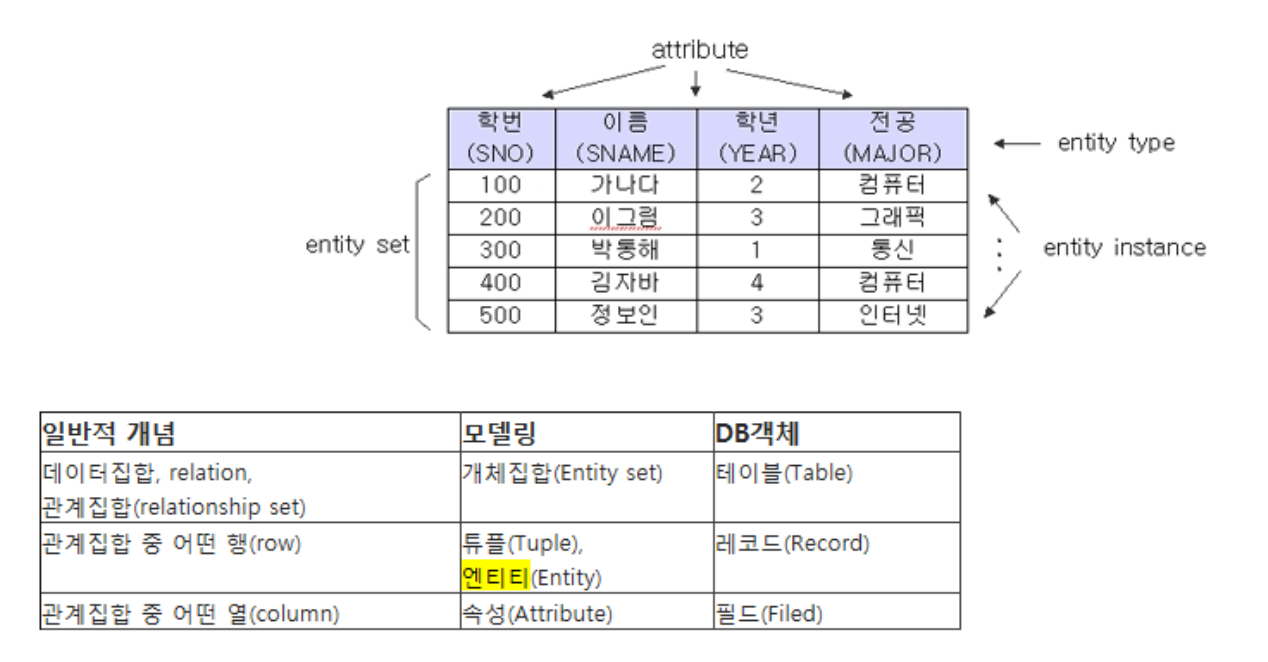 attribute
학번 이름 학년 전공
(SNO) (SNAME) (YEAR) (MAJOR)
entity type
100 가나다 2 컴퓨터
200 이그림 3 그래픽
entity set
300 박통해 1 통신
entity instance
400 김자바 4 컴퓨터
500 정보인 3 인터넷
일반적 개념 모델링 DB객체
데이터집합, relation, 개체집합(Entity set) 테이블(Table)
관계집합(relationship set)
관계집합 중 어떤 행(row) 튜플(Tuple), 레코드(Record)
엔티티(Entity)
관계집합 중 어떤 열(column) 속성(Attribute) 필드(Filed)